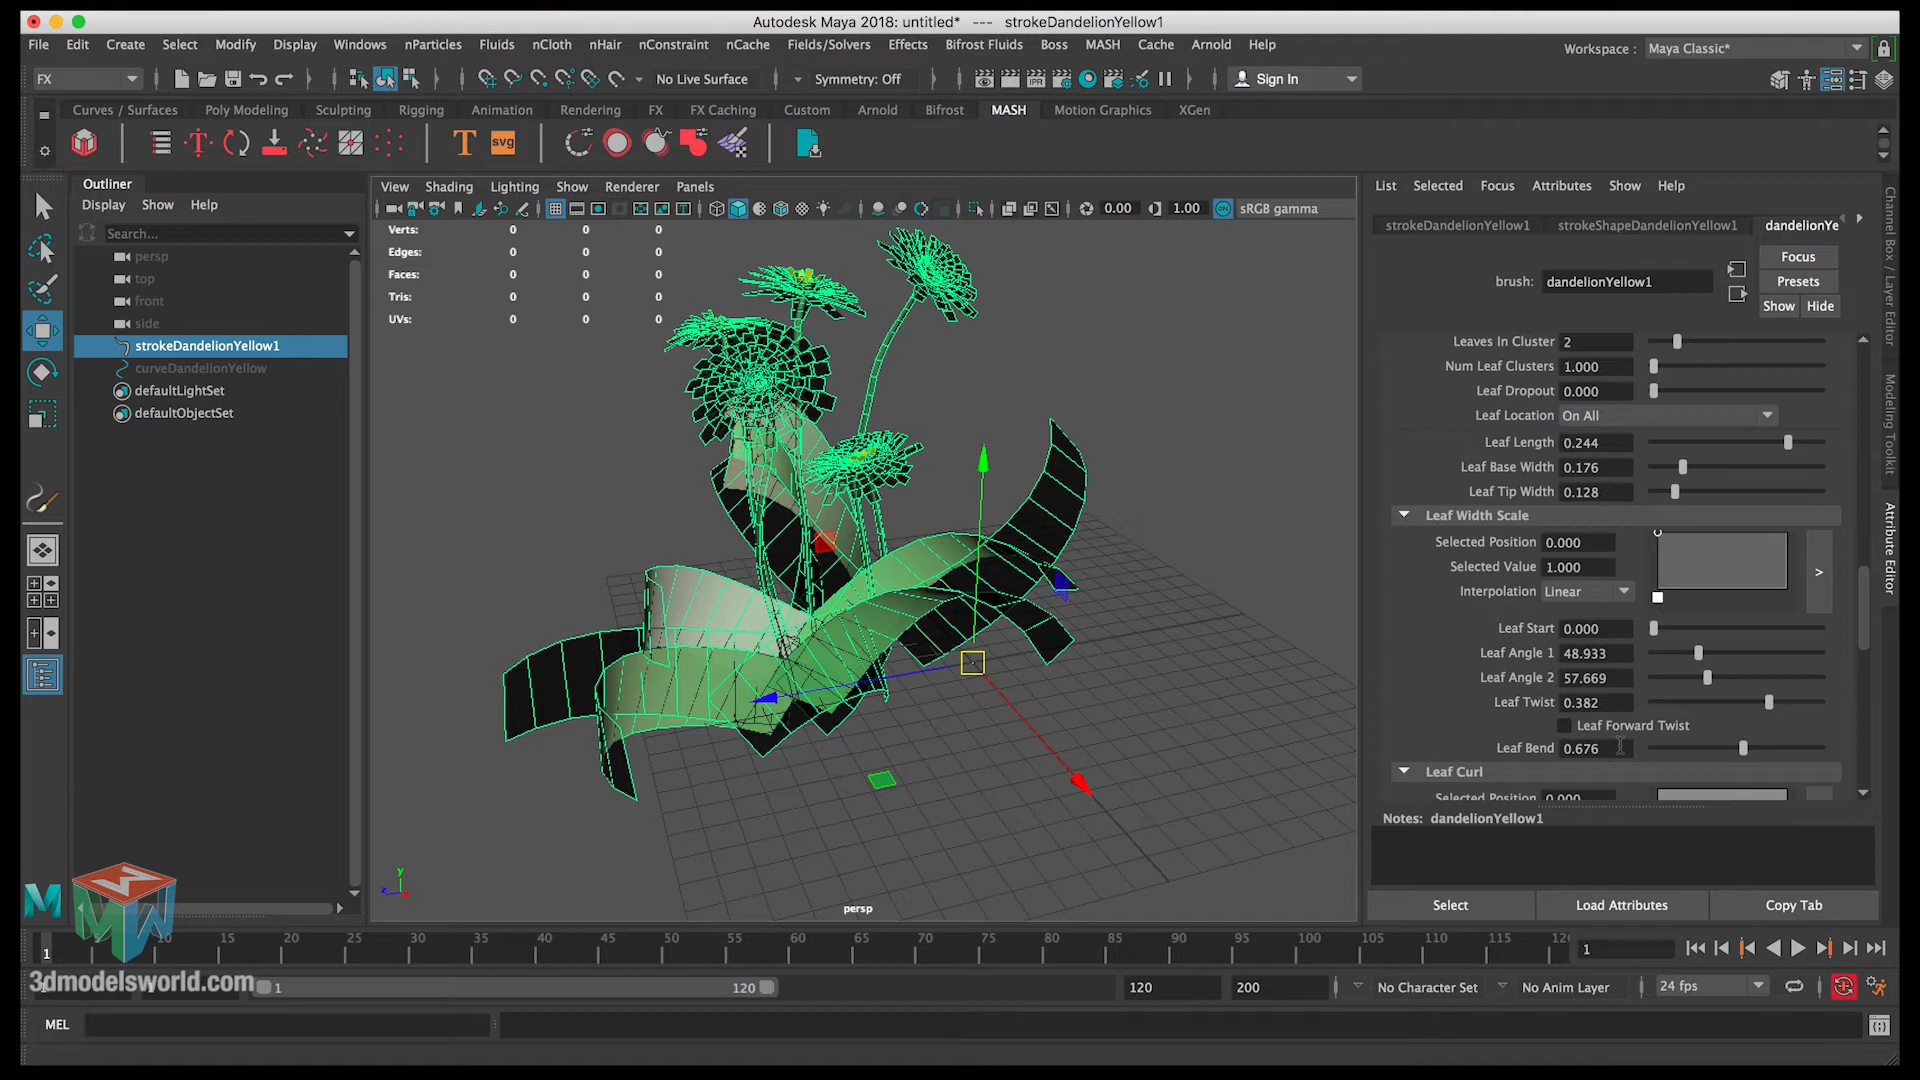 Autodesk Maya 2018: untitled* --- strokeDandelionYellow1
File Edit Create Select Modify Display Windows nParticles Fluids nCloth nHair nConstraint nCache Fields/Solvers Effects Bifrost Fluids Boss MASH Cache Arnold Help Workspace : Maya Classic*
FX No Live Surface Symmetry: Off IPR Sign In
Curves / Surfaces Poly Modeling Sculpting Rigging Animation Rendering FX FX Caching Custom Arnold Bifrost MASH Motion Graphics XGen
T svg
Outliner
Display Show Help
Search...
persp
top
front
side
strokeDandelionYellow1
curveDandelionYellow
defaultLightSet
defaultObjectSet
View Shading Lighting Show Renderer Panels
0.00 1.00 ON sRGB gamma
Verts: 0 0 0
Edges: 0 0 0
Faces: 0 0 0
Tris: 0 0 0
UVs: 0 0 0
y
z x
persp
List Selected Focus Attributes Show Help
strokeDandelionYellow1 strokeShapeDandelionYellow1 dandelionYe
Focus
brush: dandelionYellow1 Presets
Show Hide
Leaves In Cluster 2
Num Leaf Clusters 1.000
Leaf Dropout 0.000
Leaf Location On All
Leaf Length 0.244
Leaf Base Width 0.176
Leaf Tip Width 0.128
Leaf Width Scale
Selected Position 0.000
Selected Value 1.000 >
Interpolation Linear
Leaf Start 0.000
Leaf Angle 1 48.933
Leaf Angle 2 57.669
Leaf Twist 0.382
Leaf Forward Twist
Leaf Bend 0.676
Leaf Curl
Selected Position 0.000
Notes: dandelionYellow1
Select Load Attributes Copy Tab
Channel Box / Layer Editor
Modeling Toolkit
Attribute Editor
M MW
1 10 15 20 25 30 35 40 45 50 55 60 65 70 75 80 85 90 95 100 105 110 115 12 1
3dmodelsworld.com 1 120 120 200 No Character Set No Anim Layer 24 fps
MEL